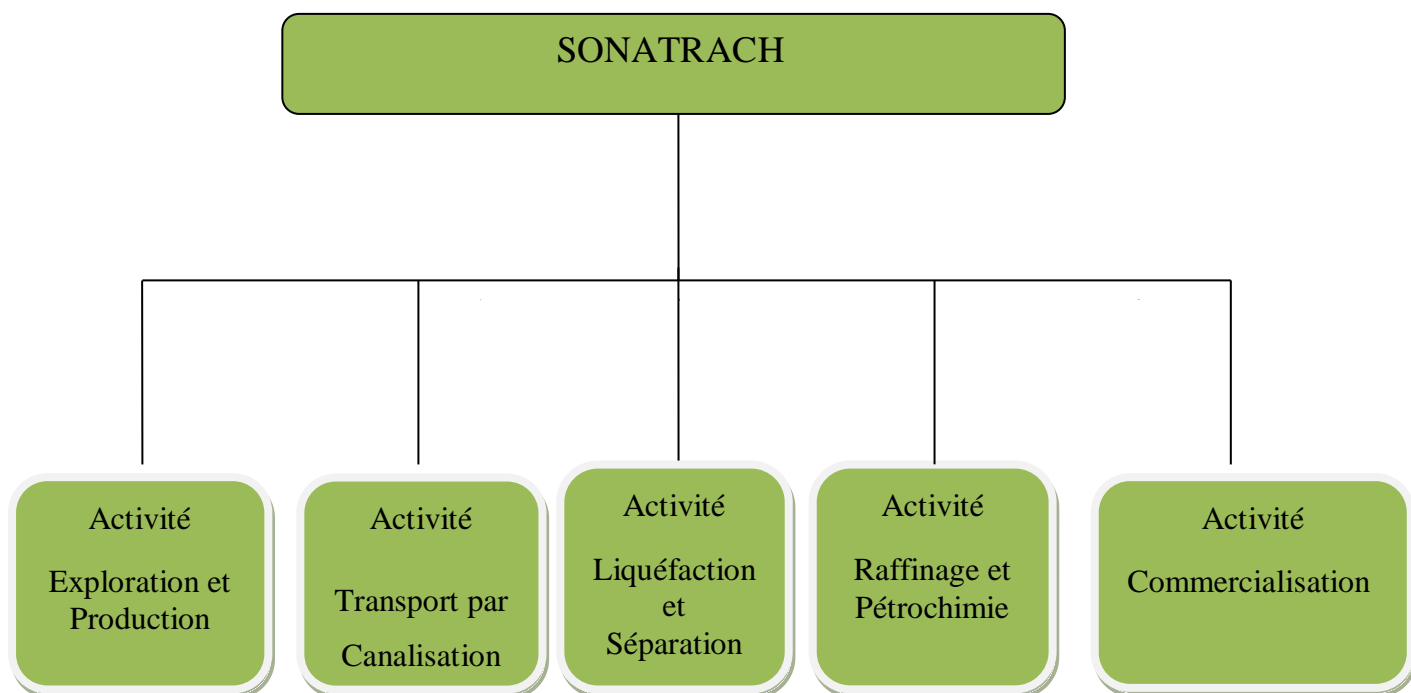 SONATRACH
Activité
Exploration et
Production
Activité
Transport par
Canalisation
Activité
Liquéfaction
et
Séparation
Activité
Raffinage et
Pétrochimie
Activité
Commercialisation